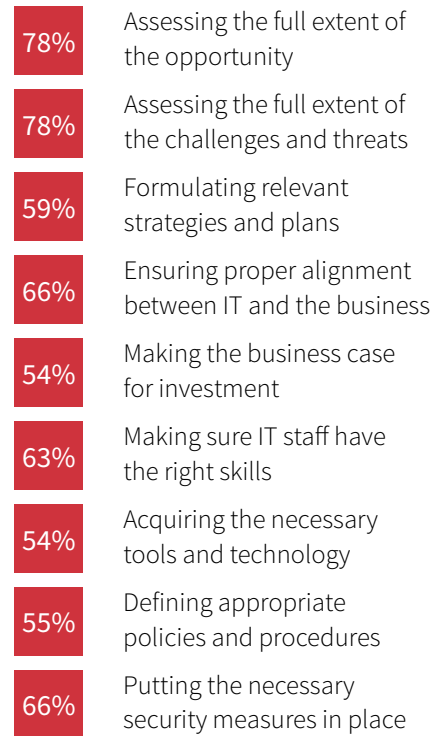 78%
Assessing the full extent of
the opportunity
78%
Assessing the full extent of
the challenges and threats
59%
Formulating relevant
strategies and plans
66%
Ensuring proper alignment
between IT and the business
54%
Making the business case
for investment
63%
Making sure IT staff have
the right skills
54%
Acquiring the necessary
tools and technology
55%
Defining appropriate
policies and procedures
66%
Putting the necessary
security measures in place